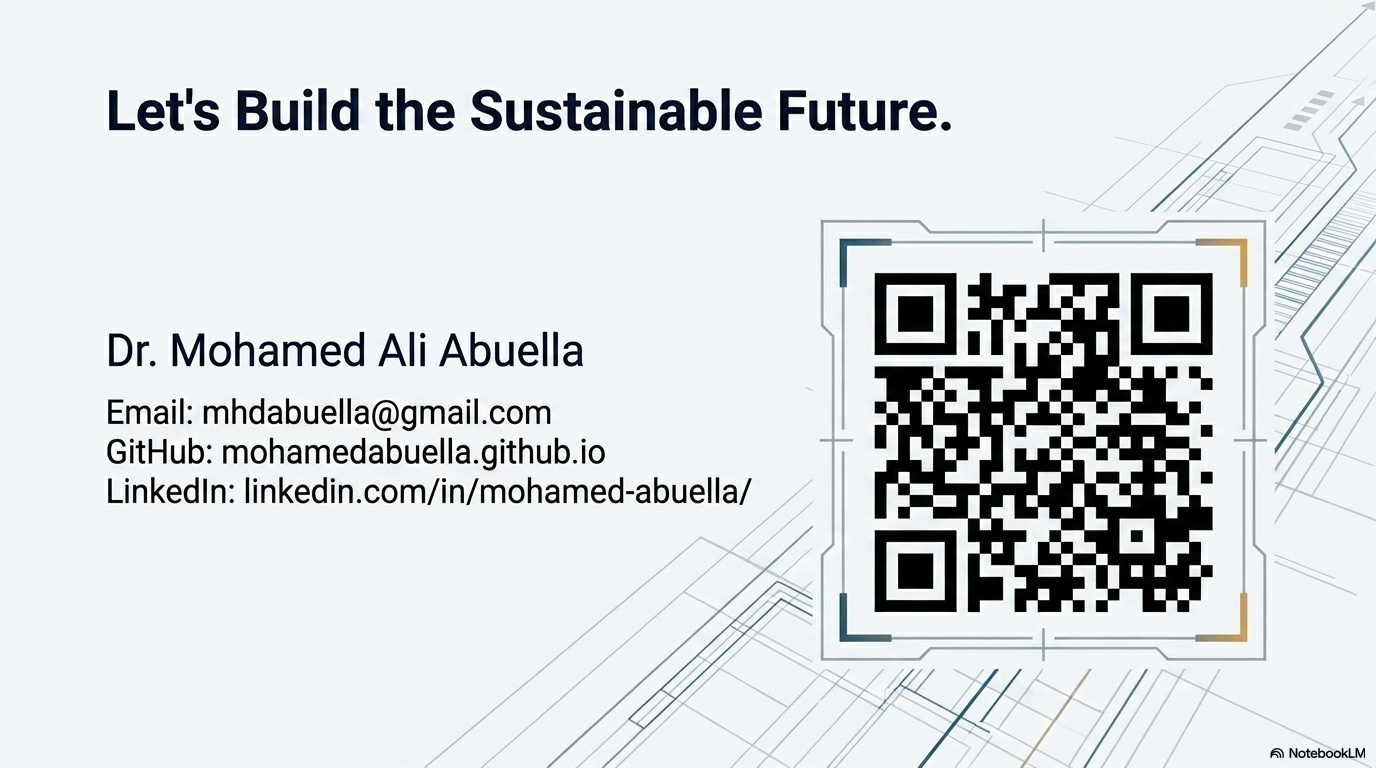 Let's Build the Sustainable Future.
Dr. Mohamed Ali Abuella
Email: mhdabuella@gmail.com
GitHub: mohamedabuella.github.io
LinkedIn: linkedin.com/in/mohamed-abuella/
NotebookLM